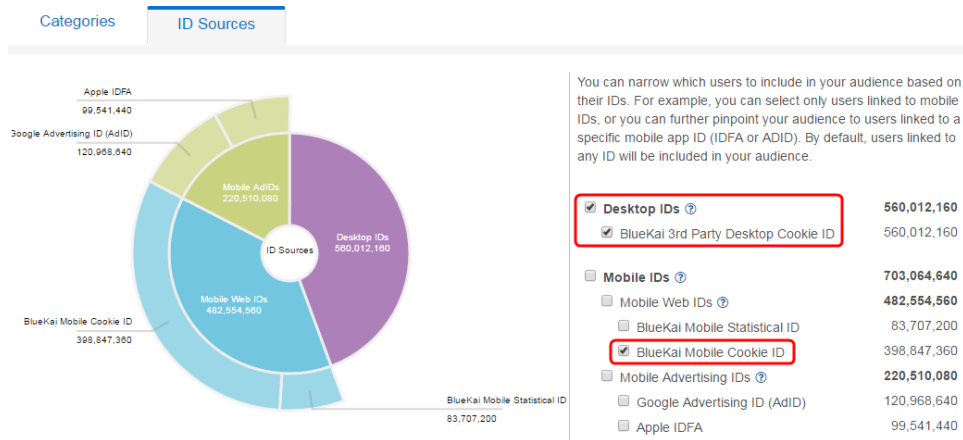 Categories
ID Sources
Apple IDFA
99,541,440
Google Advertising ID (AdID)
120,968,640
Mobile AdIDs
220,510,080
ID Sources
Desktop IDs
560,012,160
Mobile Web IDs
482,554,560
BlueKai Mobile Cookie ID
398,847,360
BlueKai Mobile Statistical ID
83,707,200
You can narrow which users to include in your audience based on
their IDs. For example, you can select only users linked to mobile
IDs, or you can further pinpoint your audience to users linked to a
specific mobile app ID (IDFA or ADID). By default, users linked to
any ID will be included in your audience.
Desktop IDs ? 560,012,160
BlueKai 3rd Party Desktop Cookie ID 560,012,160
Mobile IDs ? 703,064,640
Mobile Web IDs ? 482,554,560
BlueKai Mobile Statistical ID 83,707,200
BlueKai Mobile Cookie ID 398,847,360
Mobile Advertising IDs ? 220,510,080
Google Advertising ID (AdID) 120,968,640
Apple IDFA 99,541,440